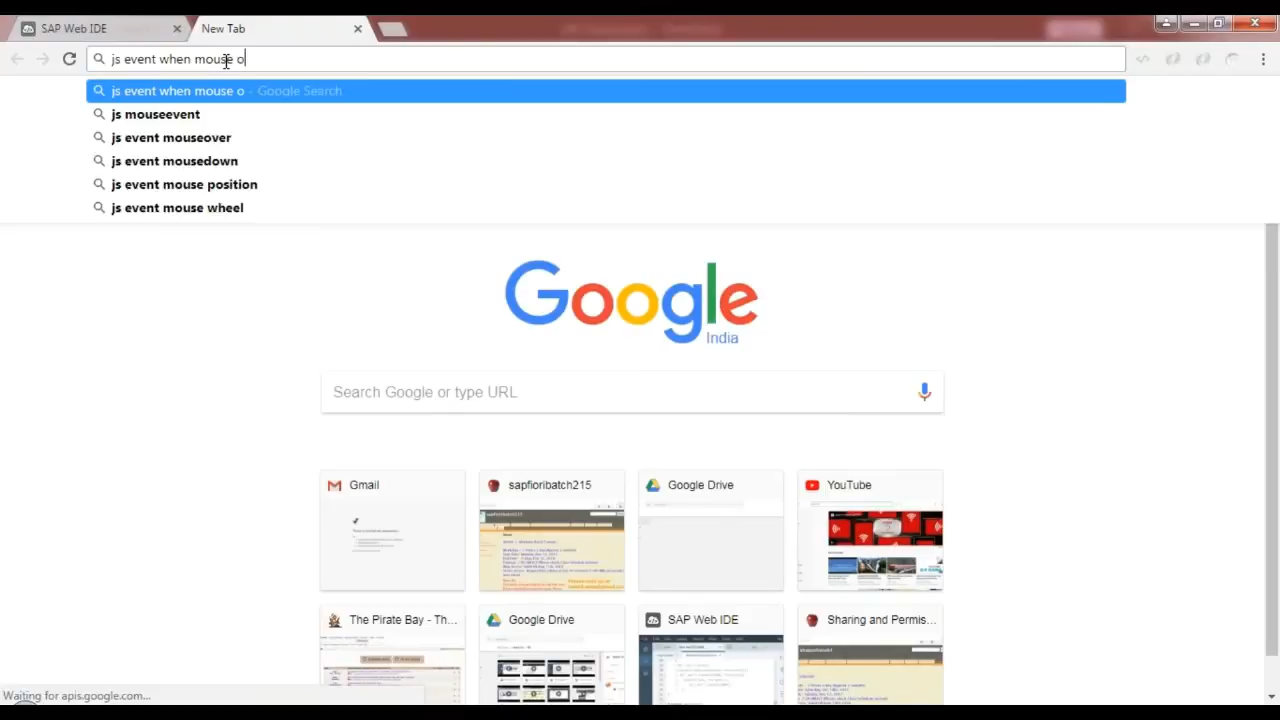 SAP Web IDE
New Tab
js event when mouse o
js event when mouse o - Google Search
js mouseevent
js event mouseover
js event mousedown
js event mouse position
js event mouse wheel
Google
India
Search Google or type URL
Gmail
sapfioribatch215
Google Drive
YouTube
The Pirate Bay - Th...
Google Drive
SAP Web IDE
Sharing and Permis...
Waiting for apis.google.com...